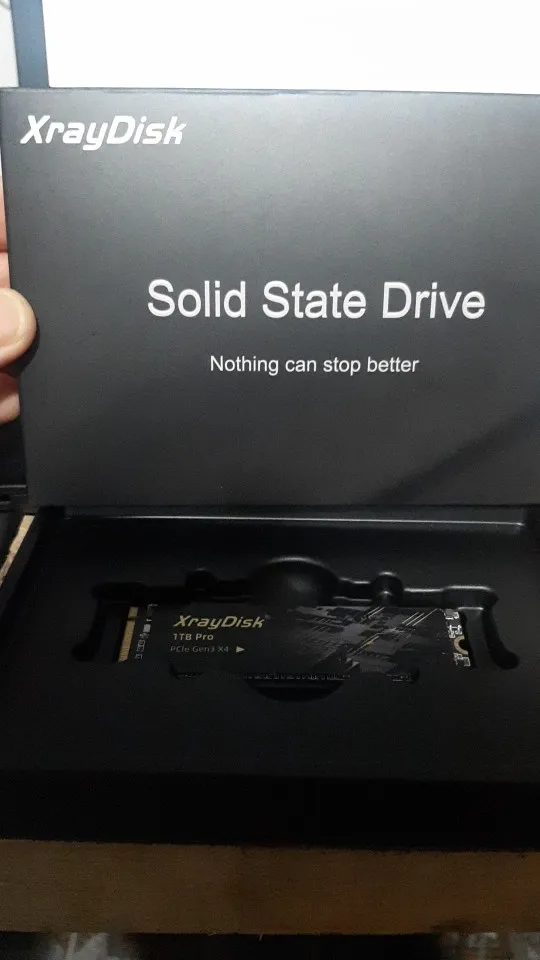 XrayDisk
Solid State Drive
Nothing can stop better
XrayDisk
1TB Pro
PCIe Gen3 X4 ▶